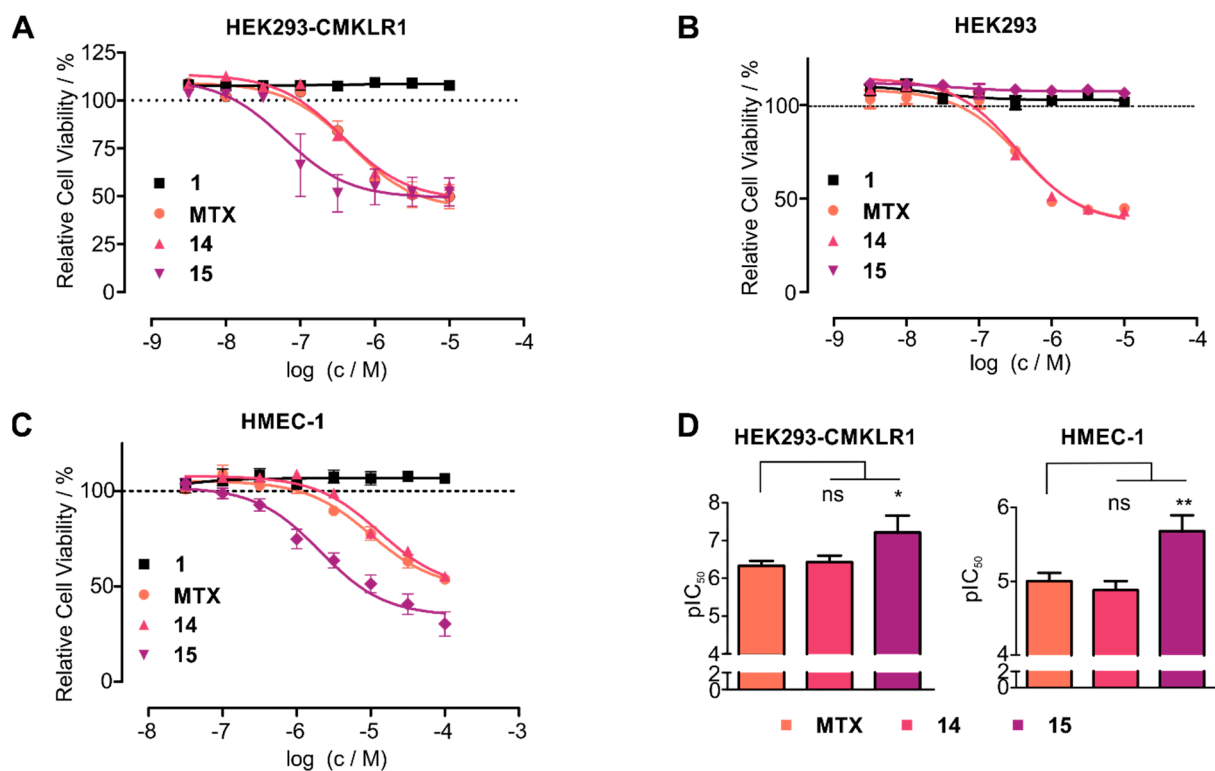 A
HEK293-CMKLR1
Relative Cell Viability / %
125
100
75
50
25
0
1
MTX
14
15
-9
-8
-7
-6
-5
-4
log (c / M)
B
HEK293
Relative Cell Viability / %
100
50
0
1
MTX
14
15
-9
-8
-7
-6
-5
-4
log (c / M)
C
HMEC-1
Relative Cell Viability / %
100
50
0
1
MTX
14
15
-8
-7
-6
-5
-4
-3
log (c / M)
D
HEK293-CMKLR1
ns
*
pIC₅₀
8
7
6
5
4
2
0
HMEC-1
ns
**
pIC₅₀
6
5
4
2
0
MTX
14
15